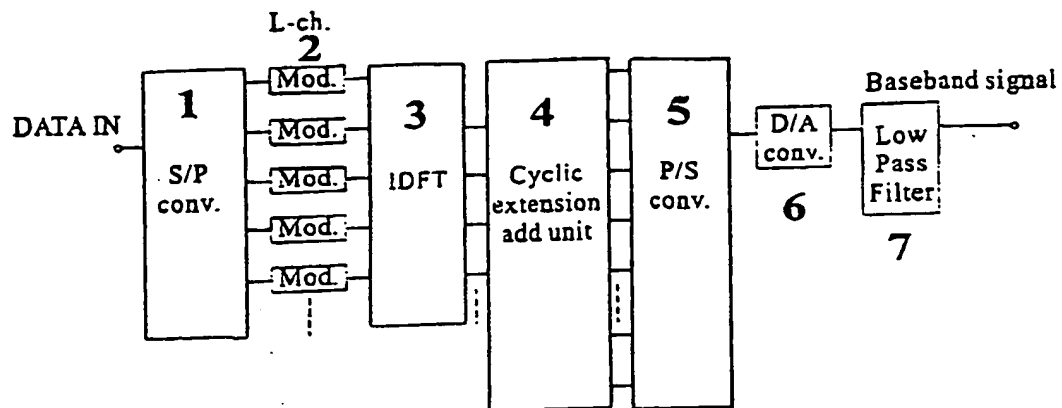 L-ch.
2
Mod.
Mod.
Mod.
Mod.
Mod.
DATA IN
1
S/P
conv.
3
IDFT
4
Cyclic
extension
add unit
5
P/S
conv.
D/A
conv.
6
Baseband signal
Low
Pass
Filter
7